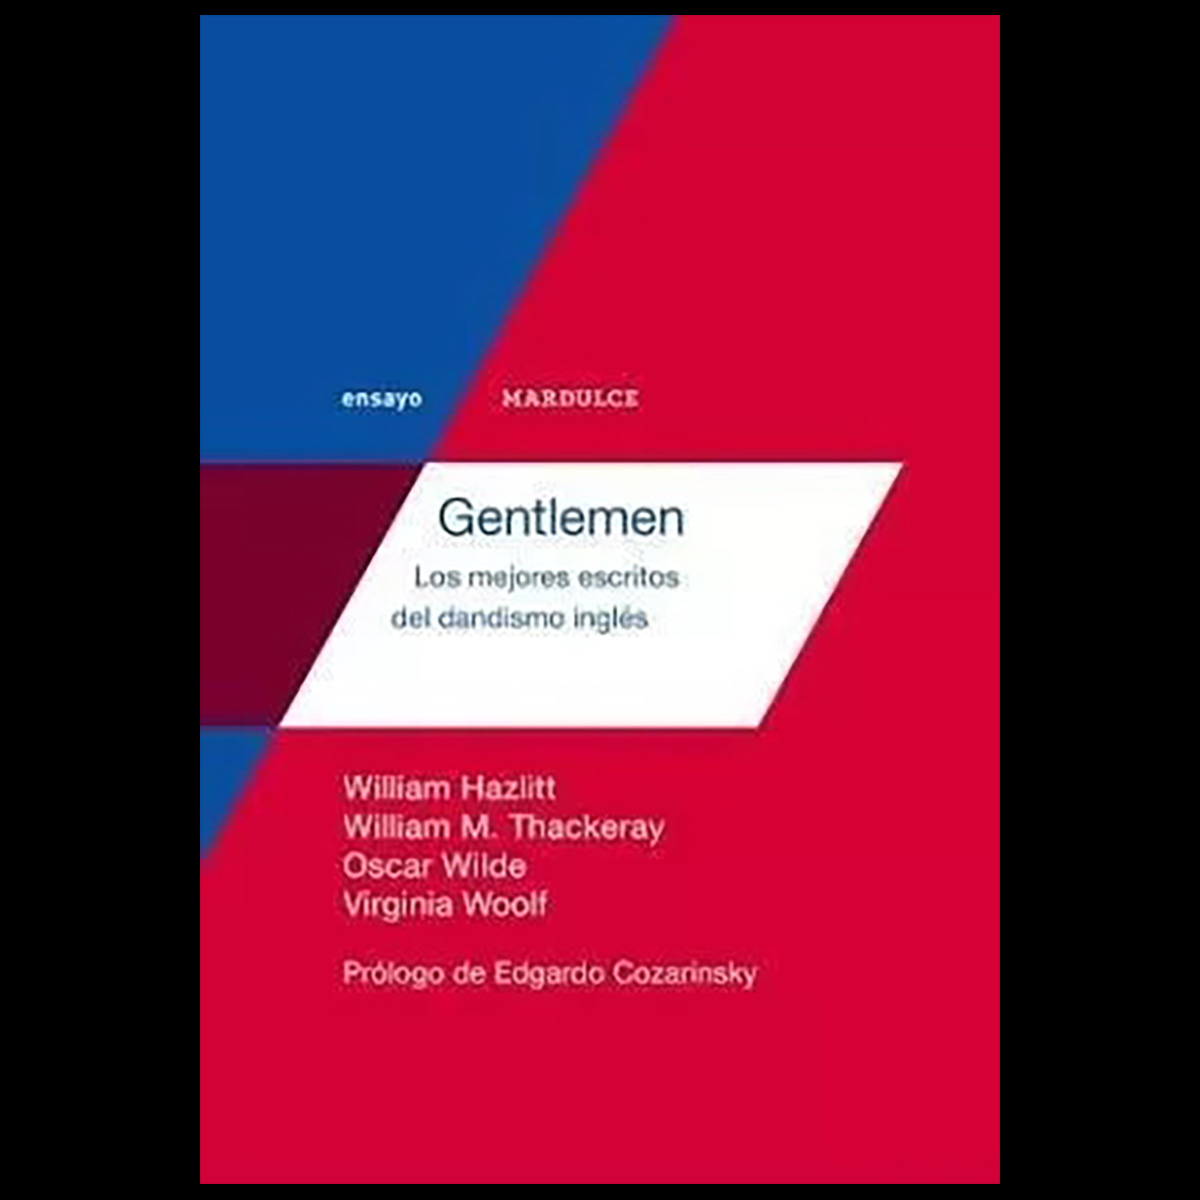 ensayo MARDULCE
Gentlemen
Los mejores escritos
del dandismo inglés
William Hazlitt
William M. Thackeray
Oscar Wilde
Virginia Woolf
Prólogo de Edgardo Cozarinsky